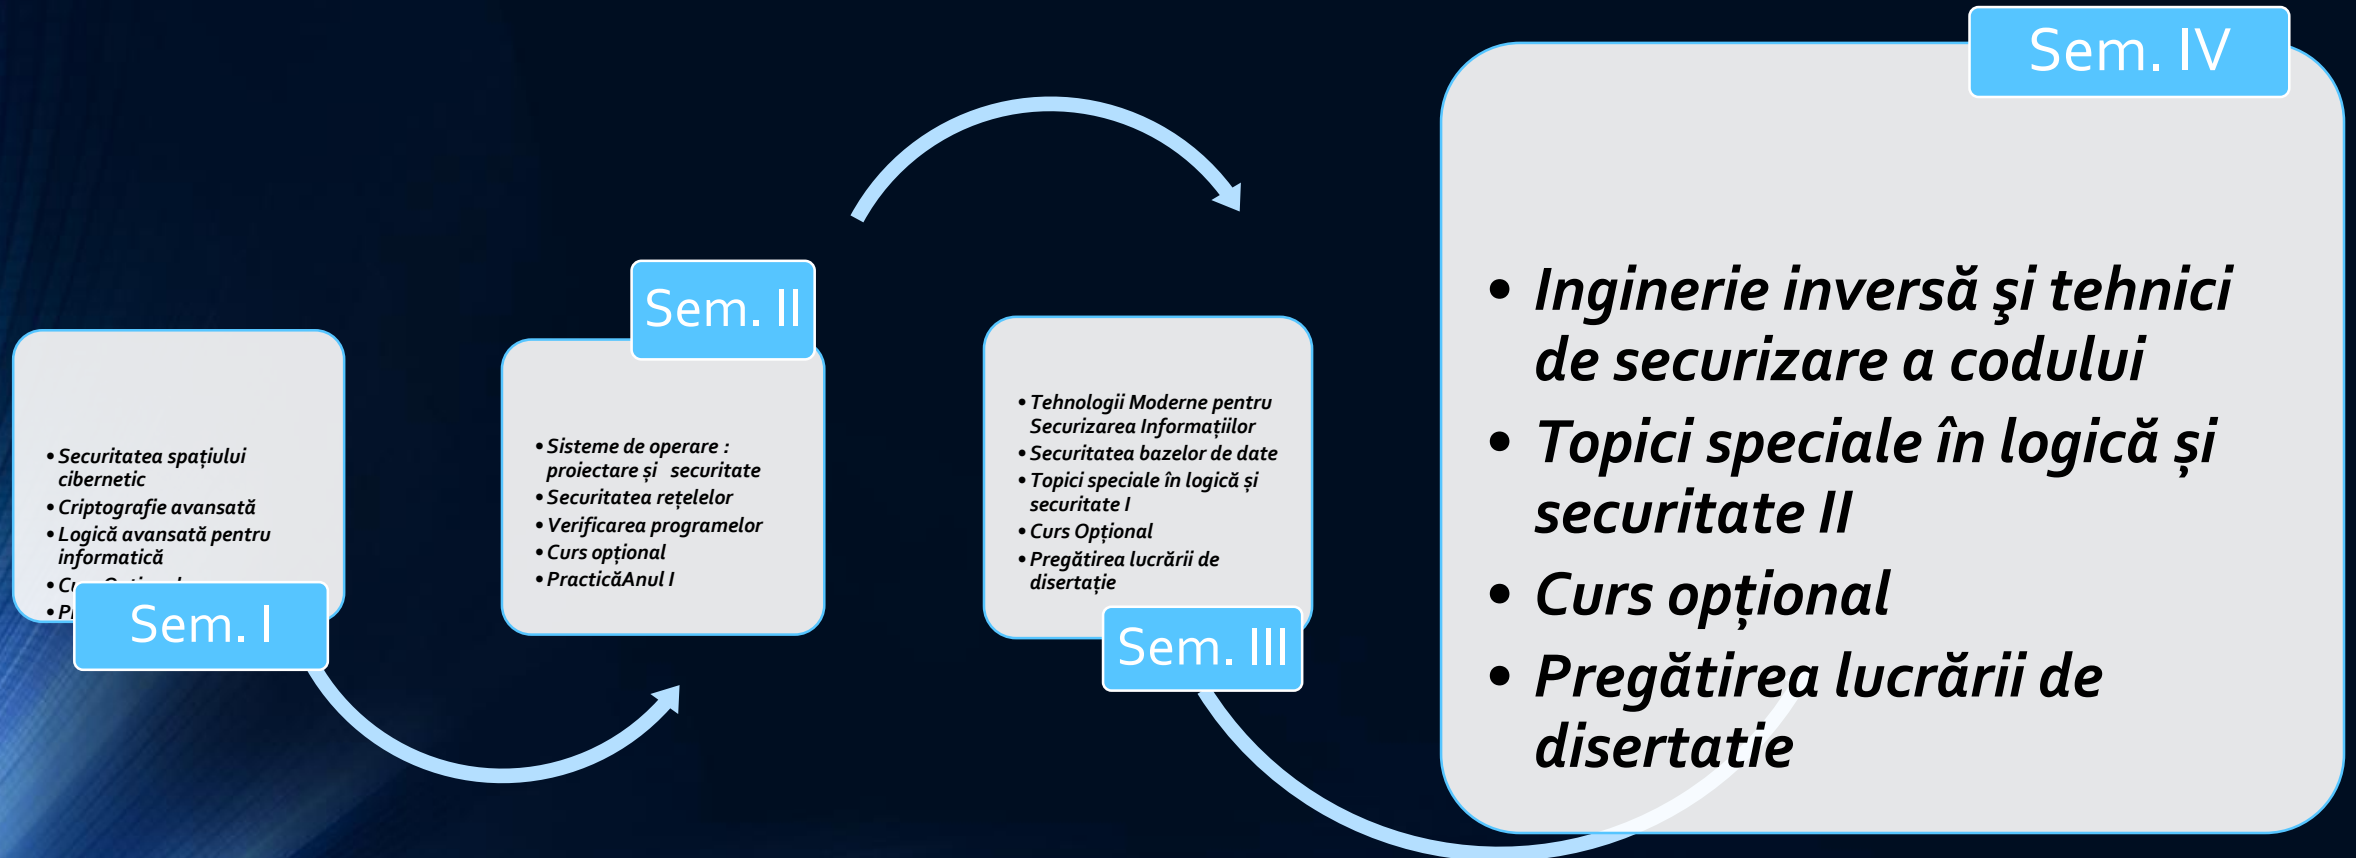 • Securitatea spațiului
cibernetic
• Criptografie avansată
• Logică avansată pentru
informatică
Sem. I
Sem. II
• Sisteme de operare :
proiectare și securitate
• Securitatea rețelelor
• Verificarea programelor
• Curs opțional
• PracticăAnul I
• Tehnologii Moderne pentru
Securizarea Informațiilor
• Securitatea bazelor de date
• Topici speciale în logică și
securitate I
• Curs Opțional
• Pregătirea lucrării de
disertație
Sem. III
Sem. IV
• Inginerie inversă şi tehnici
de securizare a codului
• Topici speciale în logică și
securitate II
• Curs opțional
• Pregătirea lucrării de
disertatie